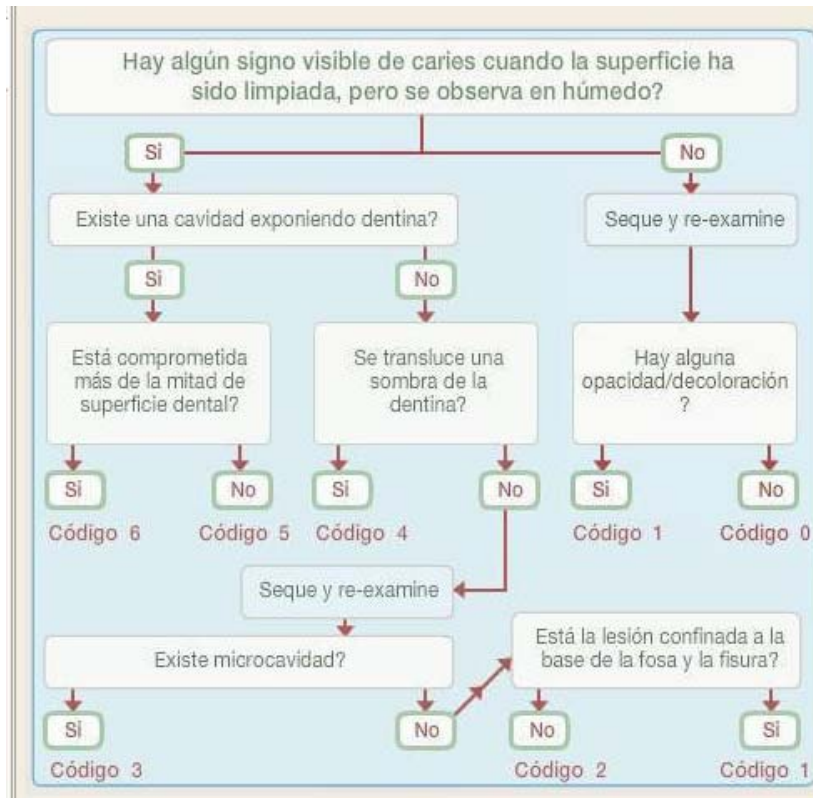 Hay algún signo visible de caries cuando la superficie ha
sido limpiada, pero se observa en húmedo?
Si
No
Existe una cavidad exponiendo dentina?
Seque y re-examine
Si
No
Está comprometida
más de la mitad de
superficie dental?
Se transluce una
sombra de la
dentina?
Hay alguna
opacidad/decoloración
?
Si
No
Si
No
Si
No
Código 6
Código 5
Código 4
Código 1
Código 0
Seque y re-examine
Existe microcavidad?
Está la lesión confinada a la
base de la fosa y la fisura?
Si
No
No
Si
Código 3
Código 2
Código 1